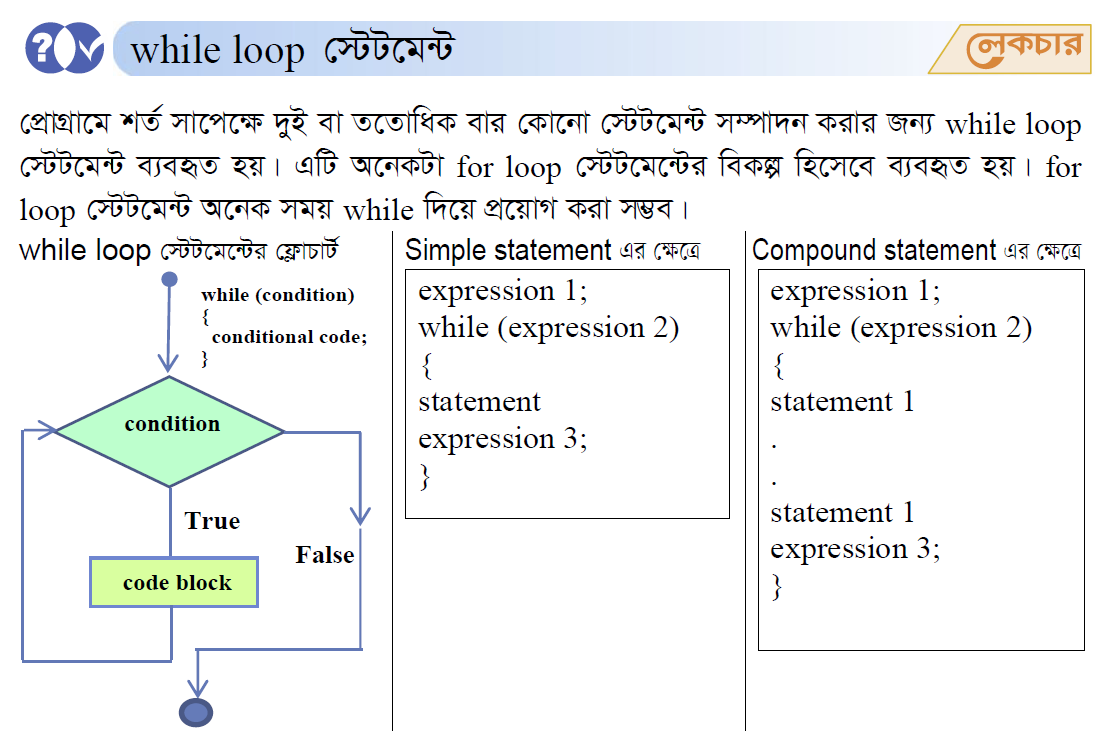 while loop স্টেটমেন্ট
লেকচার
প্রোগ্রামে শর্ত সাপেক্ষে দুই বা ততোধিক বার কোনো স্টেটমেন্ট সম্পাদন করার জন্য while loop
স্টেটমেন্ট ব্যবহৃত হয়। এটি অনেকটা for loop স্টেটমেন্টের বিকল্প হিসেবে ব্যবহৃত হয়। for
loop স্টেটমেন্ট অনেক সময় while দিয়ে প্রয়োগ করা সম্ভব।
while loop স্টেটমেন্টের ফ্লোচার্ট
while (condition)
{
conditional code;
}
condition
True
False
code block
Simple statement এর ক্ষেত্রে
expression 1;
while (expression 2)
{
statement
expression 3;
}
Compound statement এর ক্ষেত্রে
expression 1;
while (expression 2)
{
statement 1
.
.
statement 1
expression 3;
}